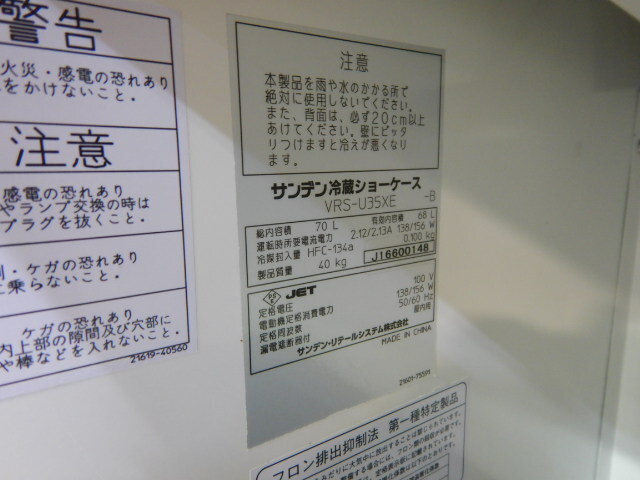 警告
火災・感電の恐れあり
をかけないこと。
注意
感電の恐れあり
やランプ交換の時は
プラグを抜くこと。
・ケガの恐れあり
に乗らないこと。
ケガの恐れあり
内上部の隙間及び穴部に
や棒などを入れないこと。
21619-40560
注意
本製品を雨や水のかかる所で
絶対に使用しないでください。
また、背面は、必ず20cm以上
あけてください。壁にピッタ
リつけますと冷えが悪くなり
ます。
サンデン冷蔵ショーケース
VRS-U35XE -B
総内容積 70 L 有効内容積 68 L
運転時所要電流電力 2.12/2.13A 138/156 W
冷媒封入量 HFC-134a 0.100 kg
製品質量 40 kg J16600148
JET
定格電圧 100 V
電動機定格消費電力 138/156 W
定格周波数 50/60 Hz
漏電遮断器付 屋内用
サンデン・リテールシステム株式会社
MADE IN CHINA
フロン排出抑制法 第一種特定製品